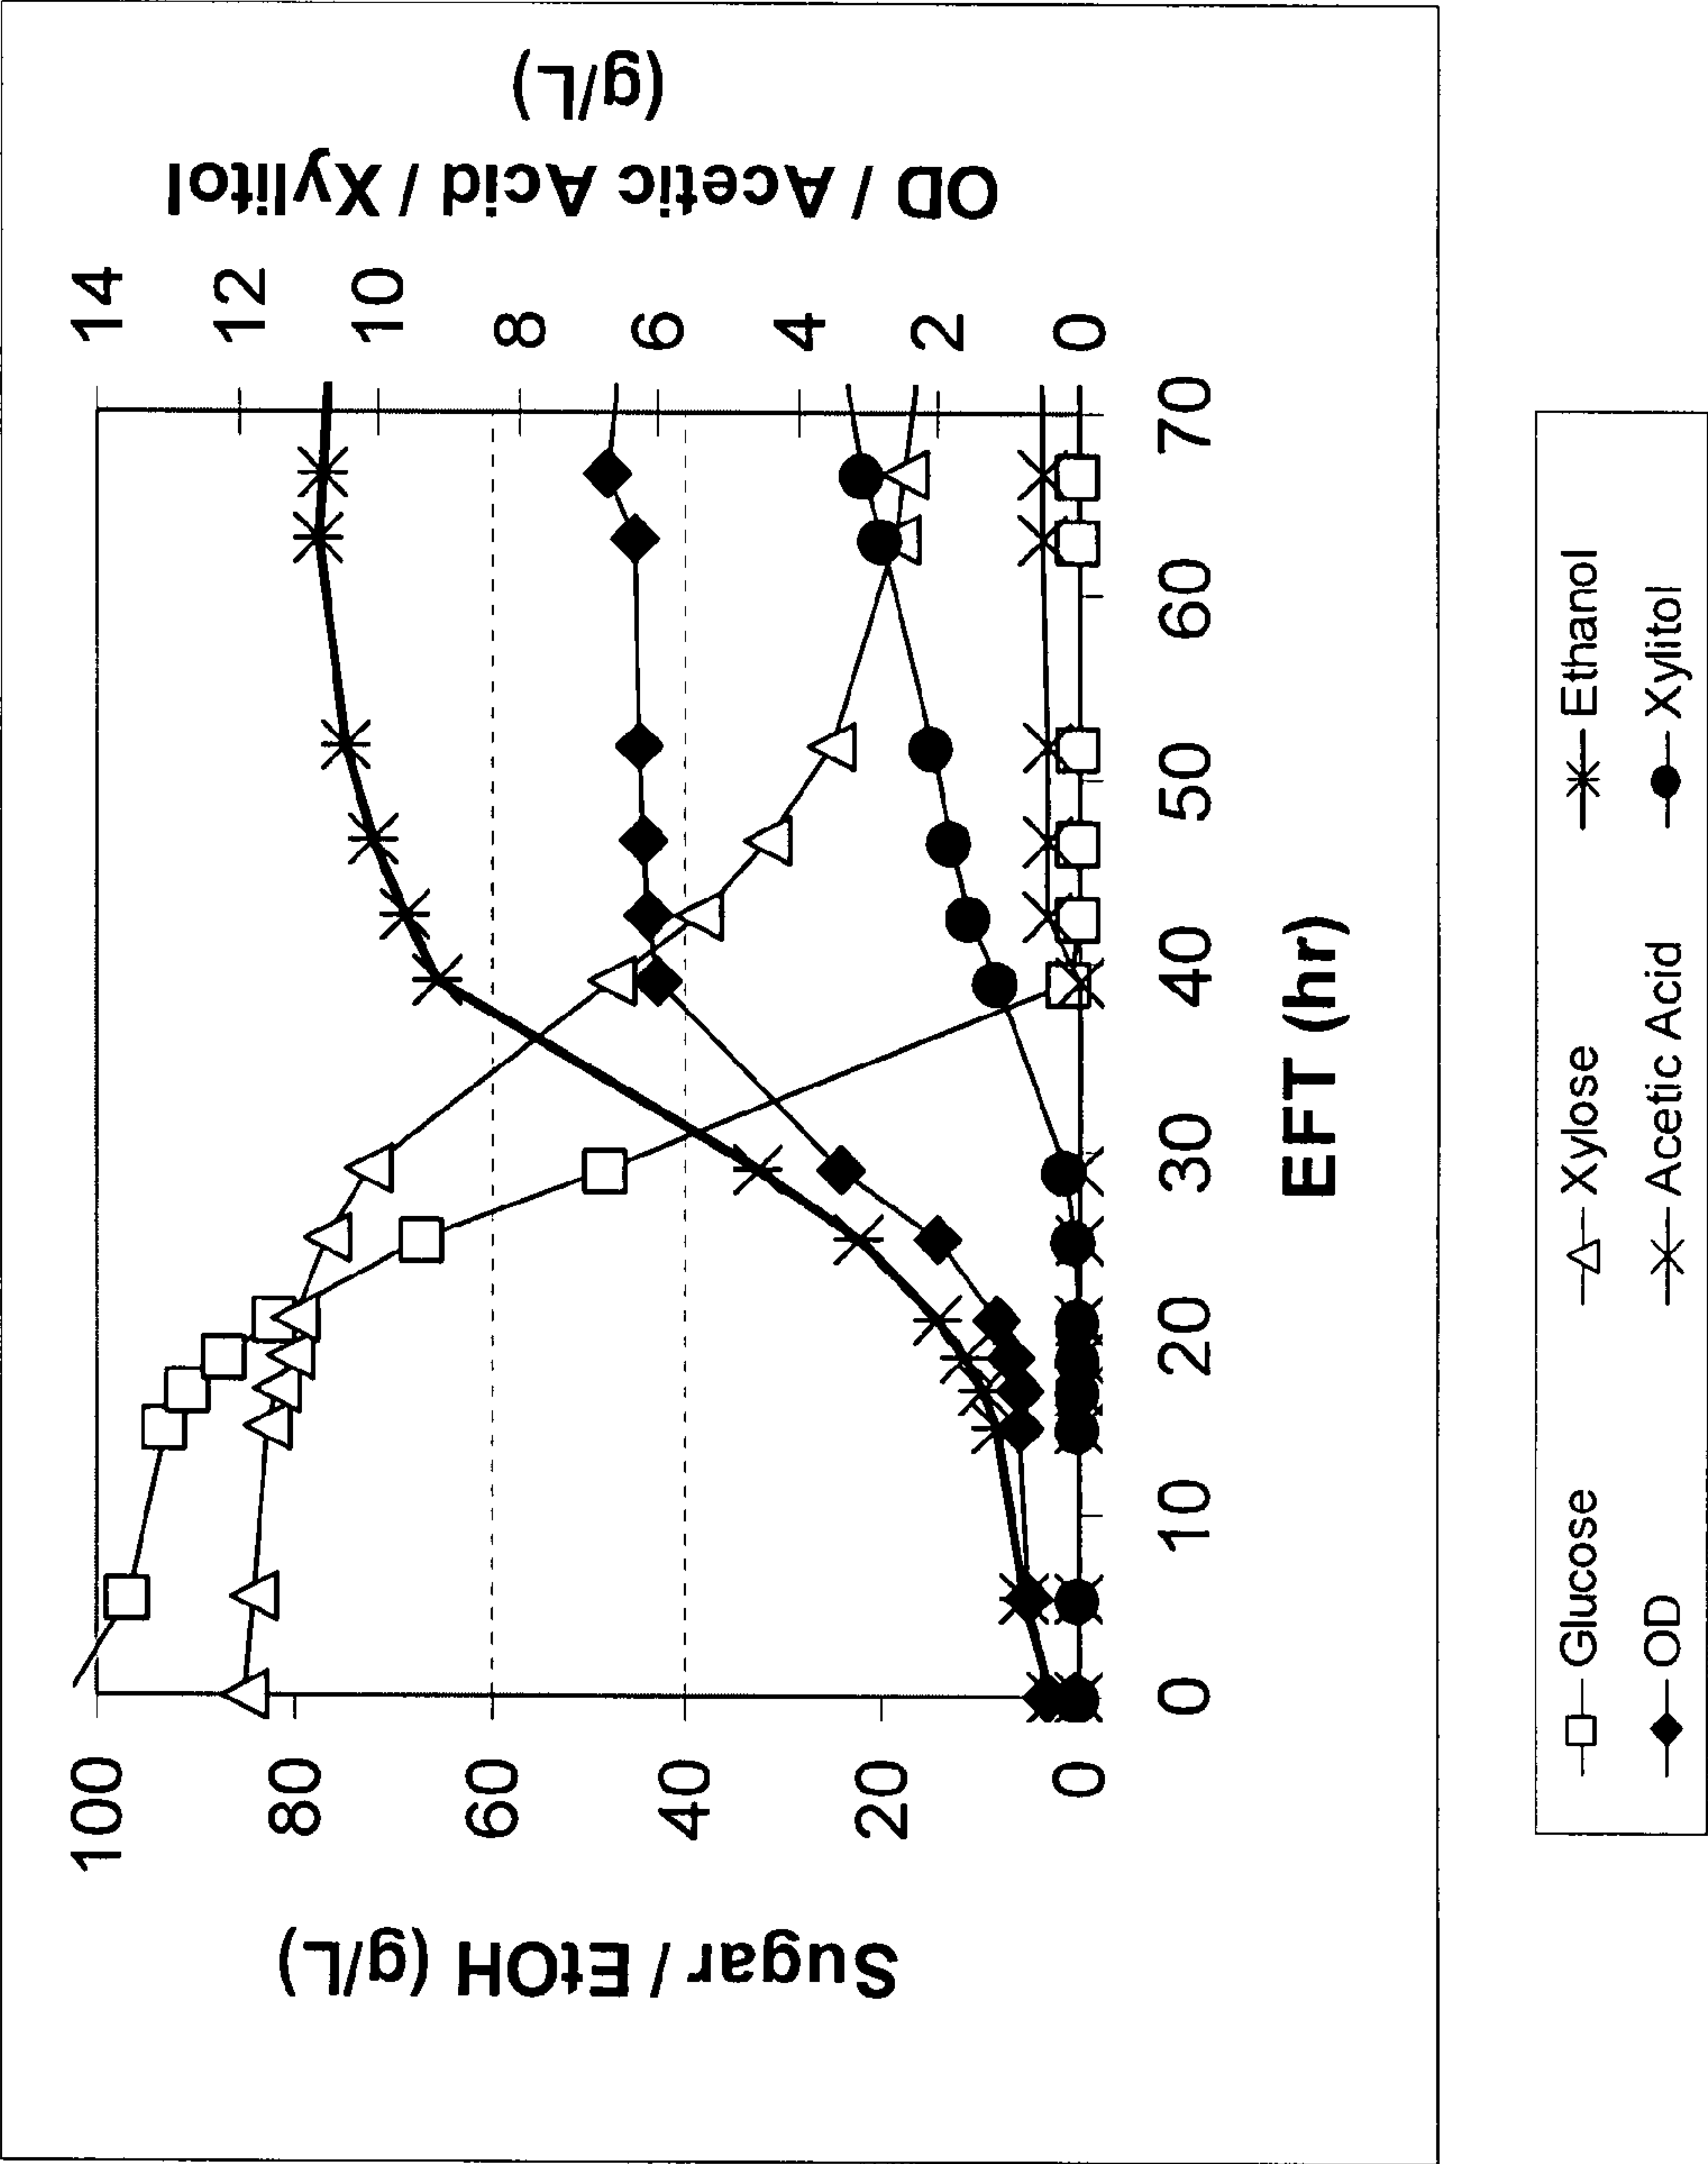 Sugar / EtOH (g/L)
100
80
60
40
20
0
0
10
20
30
40
50
60
70
EFT (hr)
14
12
10
8
6
4
2
0
OD / Acetic Acid / Xylitol
(g/L)
Glucose
Xylose
Ethanol
OD
Acetic Acid
Xylitol